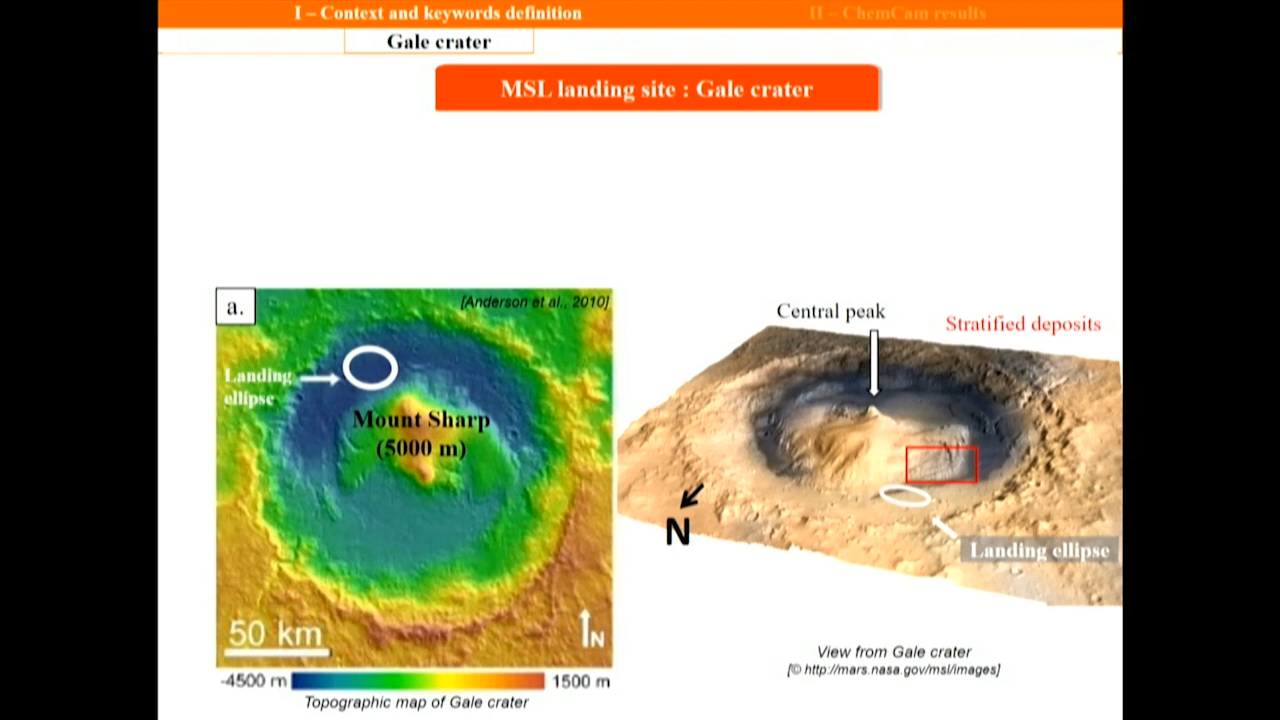 I – Context and keywords definition
II – ChemCam results
Gale crater
MSL landing site : Gale crater
a.
[Anderson et al., 2010]
Landing
ellipse
Mount Sharp
(5000 m)
50 km
N
-4500 m
1500 m
Topographic map of Gale crater
Central peak
Stratified deposits
N
Landing ellipse
View from Gale crater
[© http://mars.nasa.gov/msl/images]